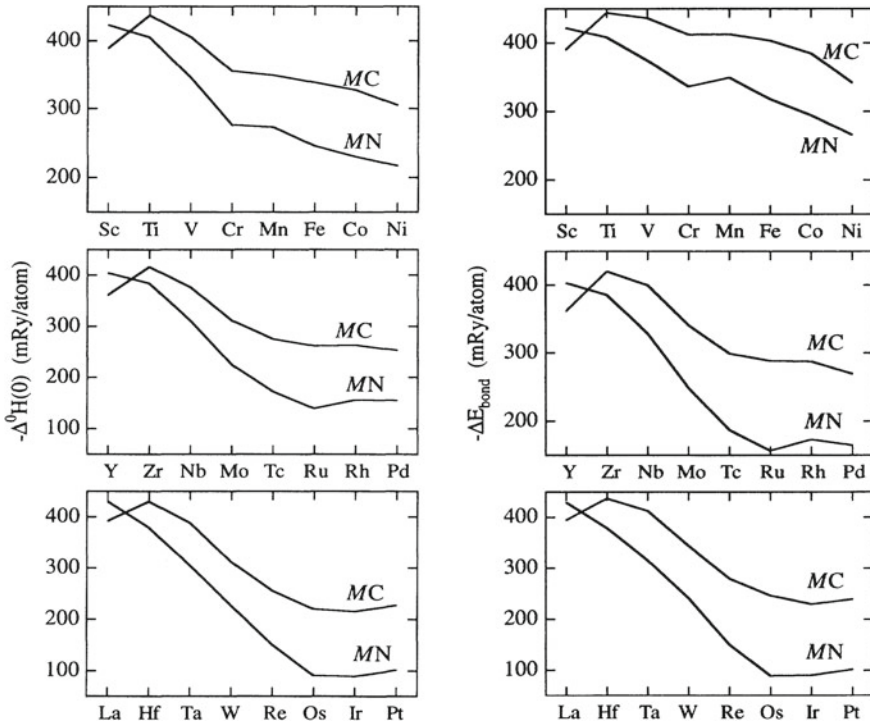 400
300
200
MC
MN
Sc Ti V Cr Mn Fe Co Ni
400
300
200
MC
MN
Sc Ti V Cr Mn Fe Co Ni
-Δ⁰H(0) (mRy/atom)
400
300
200
100
MC
MN
Y Zr Nb Mo Tc Ru Rh Pd
-ΔE_bond (mRy/atom)
400
300
200
MC
MN
Y Zr Nb Mo Tc Ru Rh Pd
400
300
200
100
MC
MN
La Hf Ta W Re Os Ir Pt
400
300
200
100
MC
MN
La Hf Ta W Re Os Ir Pt